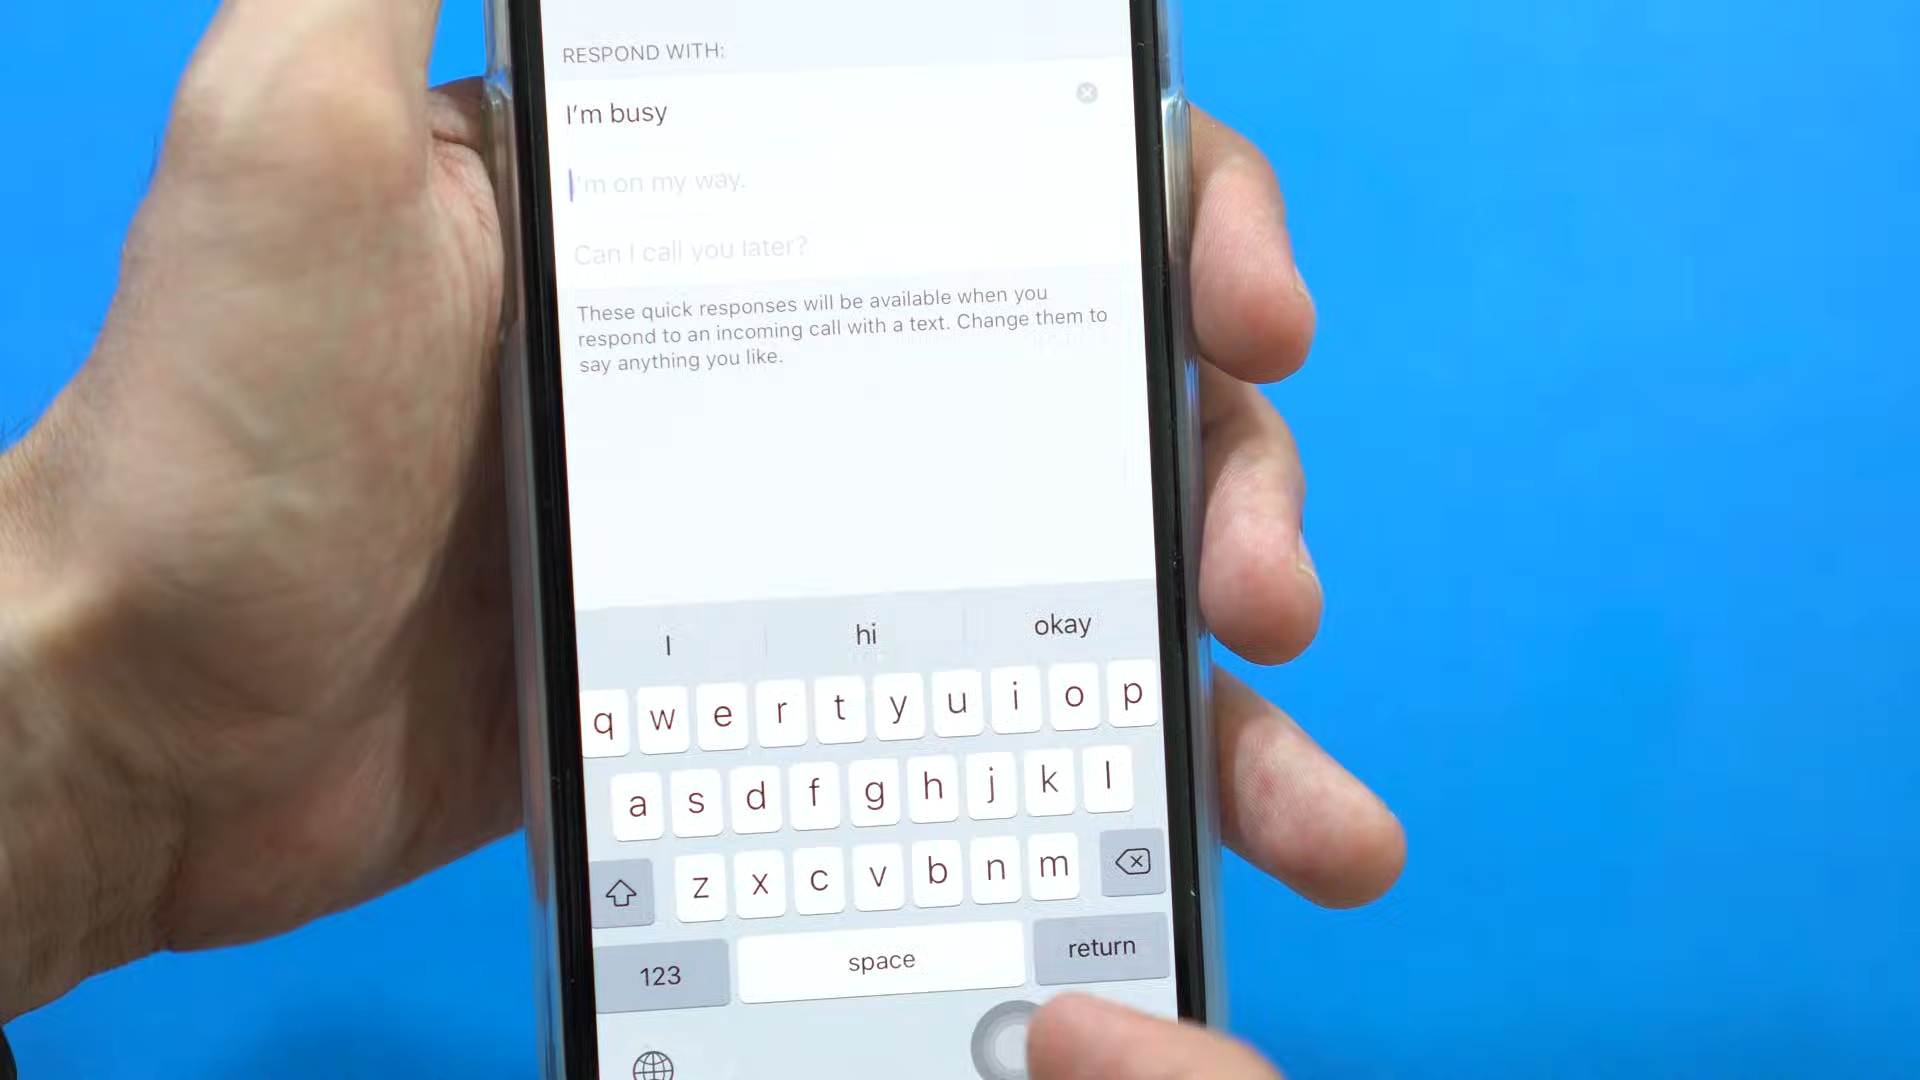 RESPOND WITH:
I'm busy
I'm on my way.
Can I call you later?
These quick responses will be available when you
respond to an incoming call with a text. Change them to
say anything you like.
I hi okay
q w e r t y u i o p
a s d f g h j k l
z x c v b n m
123 space return